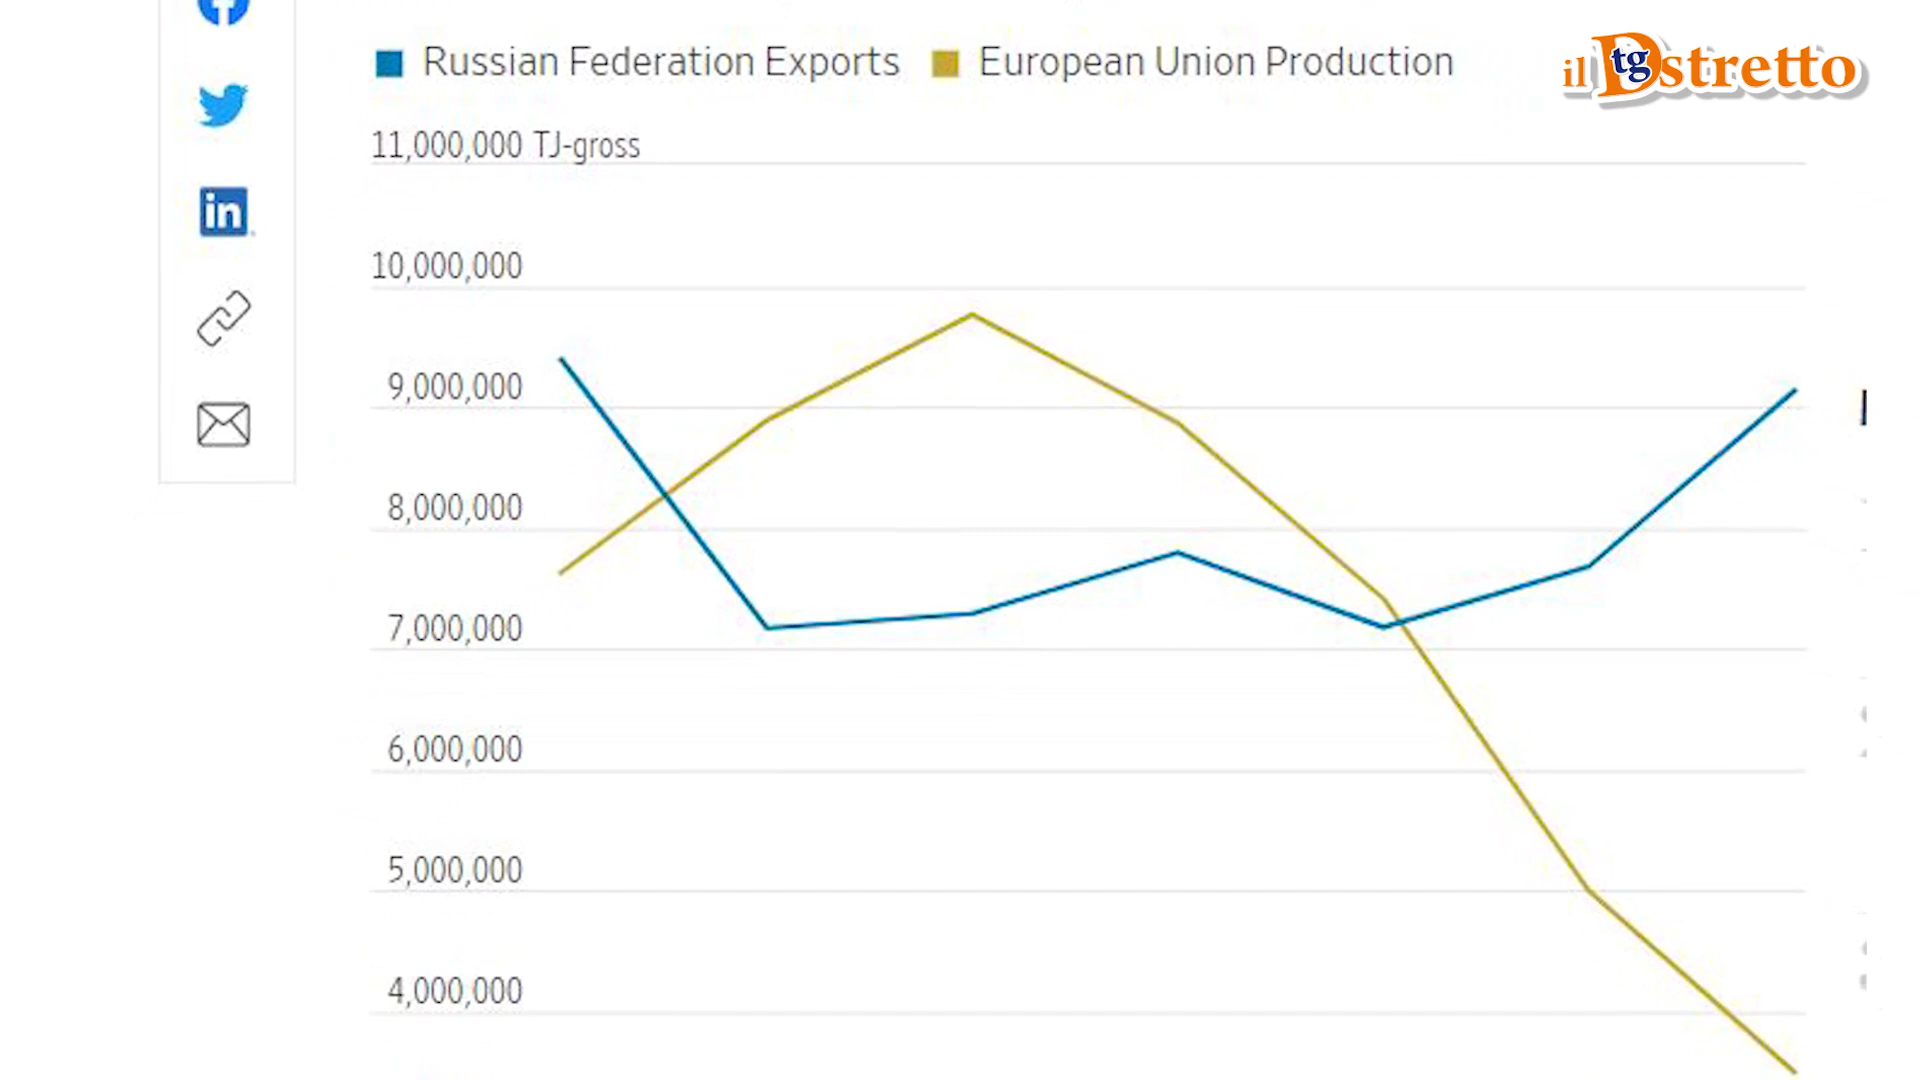 Russian Federation Exports European Union Production
il tg Dstretto
11,000,000 TJ-gross
10,000,000
9,000,000
8,000,000
7,000,000
6,000,000
5,000,000
4,000,000
in